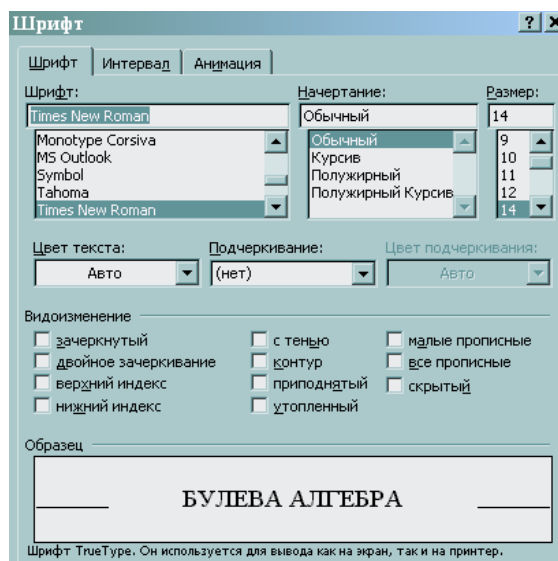 Шрифт
Шрифт Интервал Анимация
Шрифт: Начертание: Размер:
Times New Roman Обычный 14
Monotype Corsiva Обычный 9
MS Outlook Курсив 10
Symbol Полужирный 11
Tahoma Полужирный Курсив 12
Times New Roman 14
Цвет текста: Подчеркивание: Цвет подчеркивания:
Авто (нет) Авто
Видоизменение
зачеркнутый с тенью малые прописные
двойное зачеркивание контур все прописные
верхний индекс приподнятый скрытый
нижний индекс утопленный
Образец
БУЛЕВА АЛГЕБРА
Шрифт TrueType. Он используется для вывода как на экран, так и на принтер.